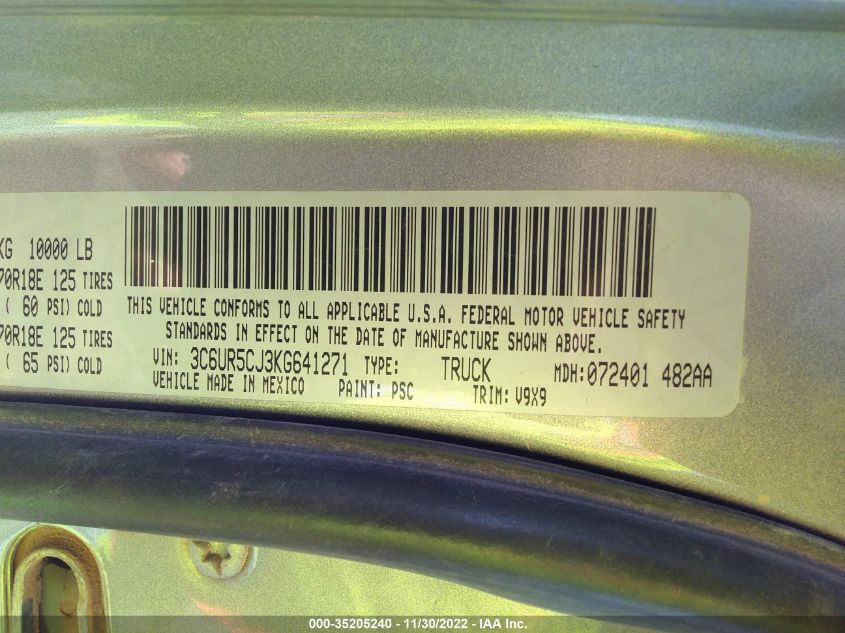 KG 10000 LB
70R18E 125 TIRES
( 60 PSI) COLD
70R18E 125 TIRES
( 65 PSI) COLD
THIS VEHICLE CONFORMS TO ALL APPLICABLE U.S.A. FEDERAL MOTOR VEHICLE SAFETY
STANDARDS IN EFFECT ON THE DATE OF MANUFACTURE SHOWN ABOVE.
VIN: 3C6UR5CJ3KG641271 TYPE: TRUCK MDH:072401 482AA
VEHICLE MADE IN MEXICO PAINT: PSC TRIM: V9X9
000-35205240 - 11/30/2022 - IAA Inc.